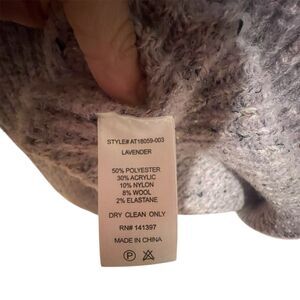 STYLE# AT18059-003
LAVENDER
50% POLYESTER
30% ACRYLIC
10% NYLON
8% WOOL
2% ELASTANE
DRY CLEAN ONLY
RN# 141397
MADE IN CHINA
P